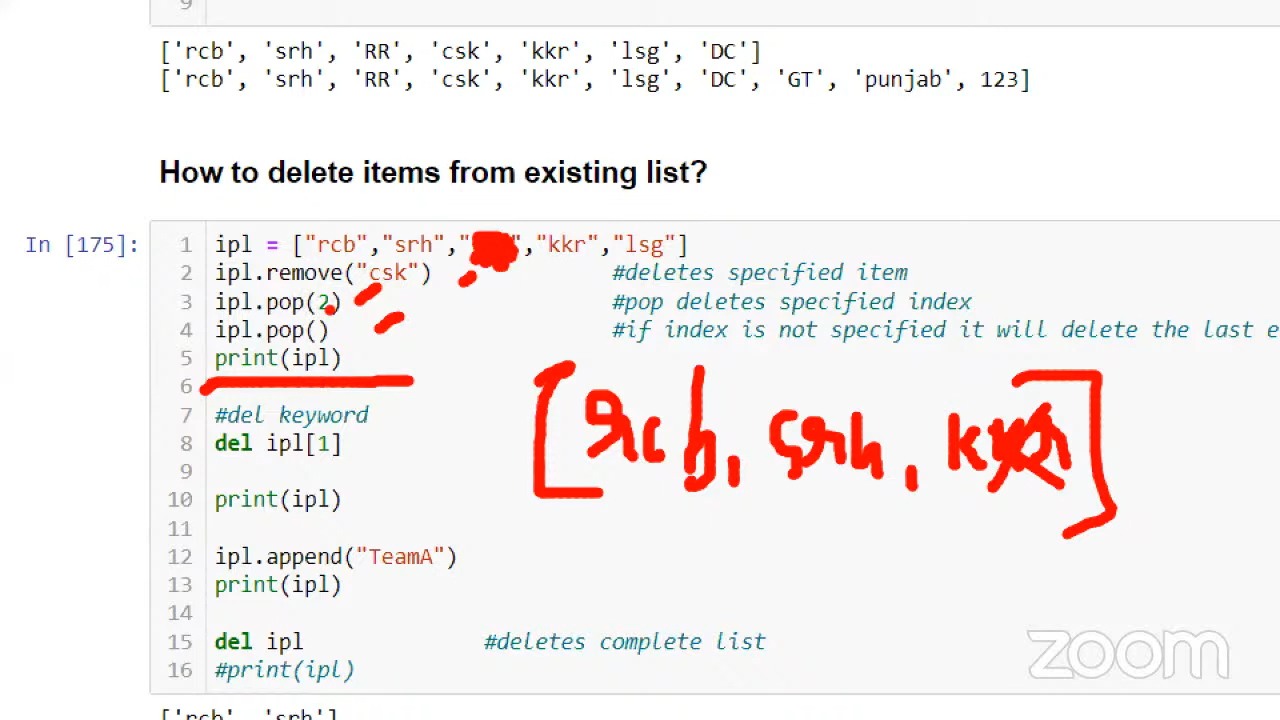 9
['rcb', 'srh', 'RR', 'csk', 'kkr', 'lsg', 'DC']
['rcb', 'srh', 'RR', 'csk', 'kkr', 'lsg', 'DC', 'GT', 'punjab', 123]
How to delete items from existing list?
In [175]:
1 ipl = ["rcb","srh","","kkr","lsg"]
2 ipl.remove("csk") #deletes specified item
3 ipl.pop(2) #pop deletes specified index
4 ipl.pop() #if index is not specified it will delete the last e
5 print(ipl)
6
[rcb, srh, kkr]
7 #del keyword
8 del ipl[1]
9
10 print(ipl)
11
12 ipl.append("TeamA")
13 print(ipl)
14
15 del ipl #deletes complete list
16 #print(ipl)
zoom
['rcb', 'srh']